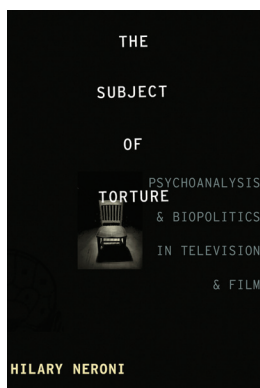 THE
SUBJECT
OF
TORTURE
PSYCHOANALYSIS
& BIOPOLITICS
IN TELEVISION
& FILM
HILARY NERONI